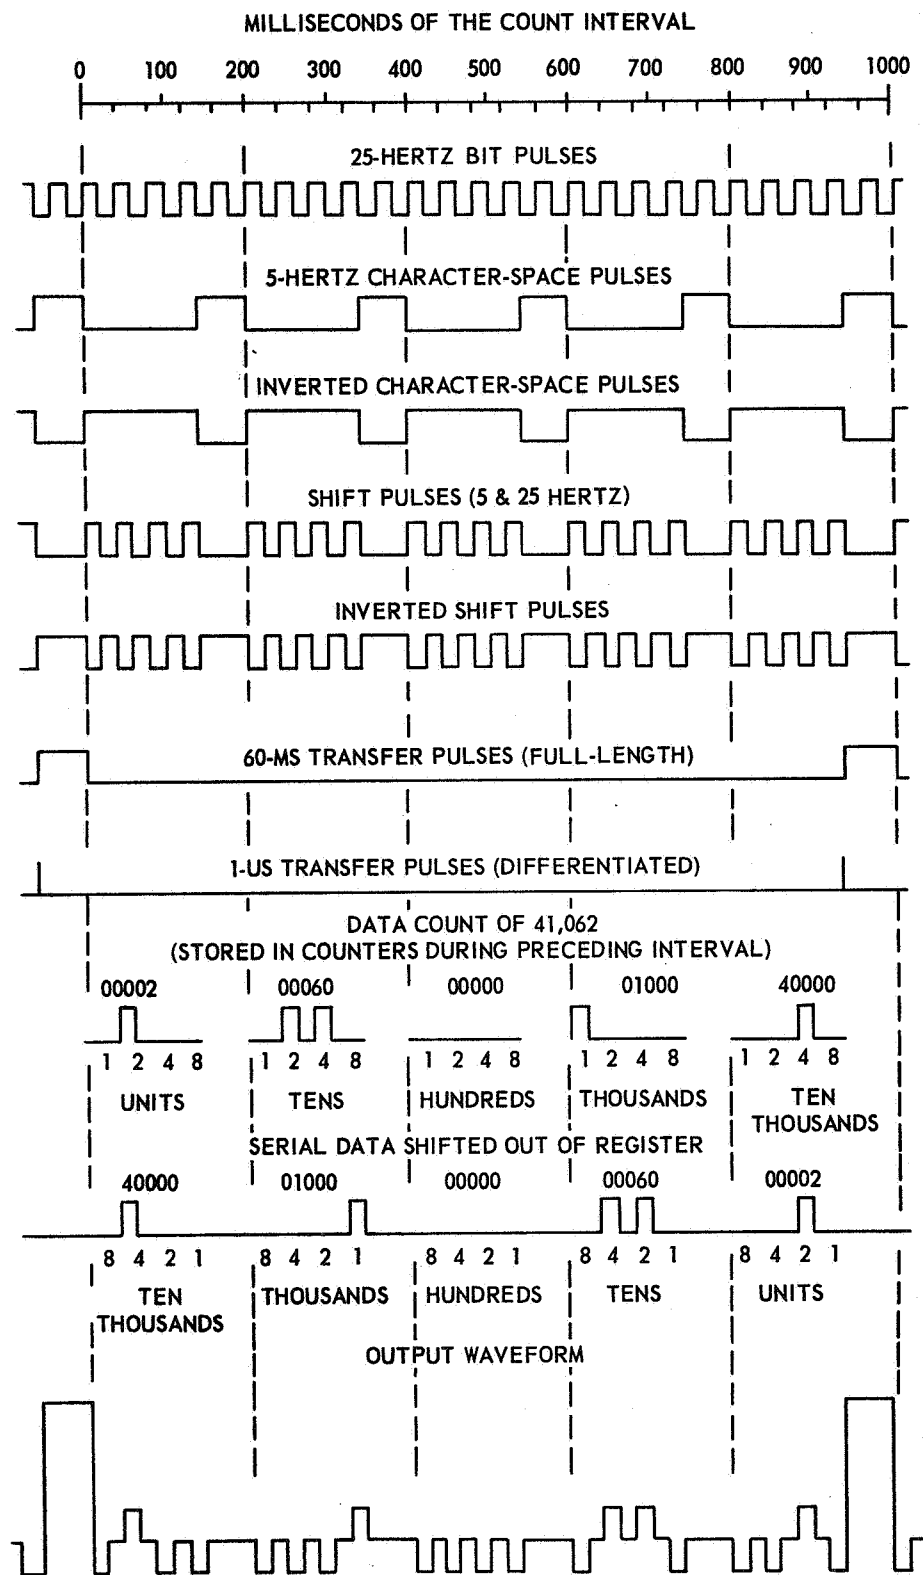 MILLISECONDS OF THE COUNT INTERVAL
0 100 200 300 400 500 600 700 800 900 1000
25-HERTZ BIT PULSES
5-HERTZ CHARACTER-SPACE PULSES
INVERTED CHARACTER-SPACE PULSES
SHIFT PULSES (5 & 25 HERTZ)
INVERTED SHIFT PULSES
60-MS TRANSFER PULSES (FULL-LENGTH)
1-US TRANSFER PULSES (DIFFERENTIATED)
DATA COUNT OF 41,062
(STORED IN COUNTERS DURING PRECEDING INTERVAL)
00002 00060 00000 01000 40000
1 2 4 8 1 2 4 8 1 2 4 8 1 2 4 8 1 2 4 8
UNITS TENS HUNDREDS THOUSANDS TEN
THOUSANDS
SERIAL DATA SHIFTED OUT OF REGISTER
40000 01000 00000 00060 00002
8 4 2 1 8 4 2 1 8 4 2 1 8 4 2 1 8 4 2 1
TEN THOUSANDS HUNDREDS TENS UNITS
THOUSANDS
OUTPUT WAVEFORM